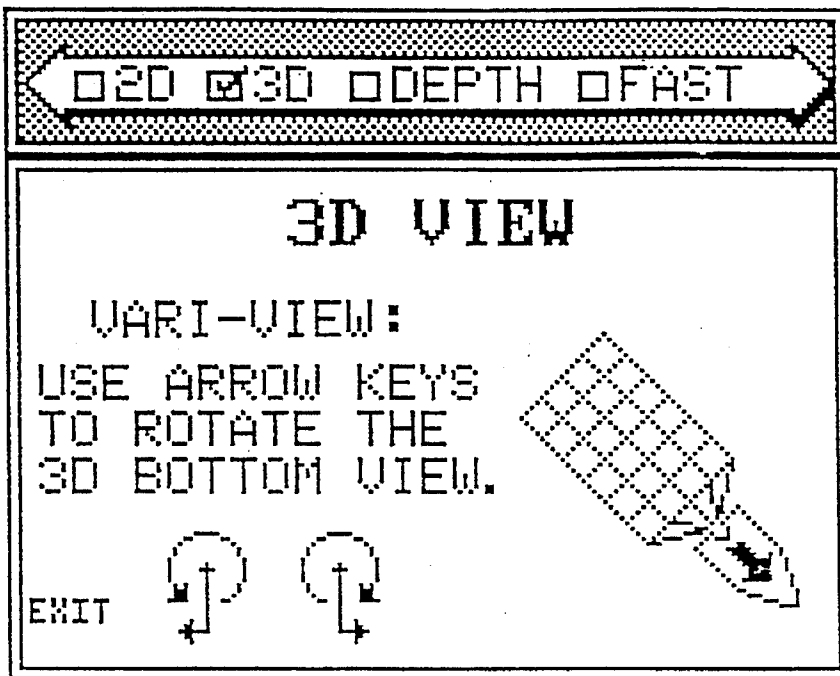 2D 3D DEPTH FAST
3D VIEW
VARI-VIEW:
USE ARROW KEYS
TO ROTATE THE
3D BOTTOM VIEW.
EXIT